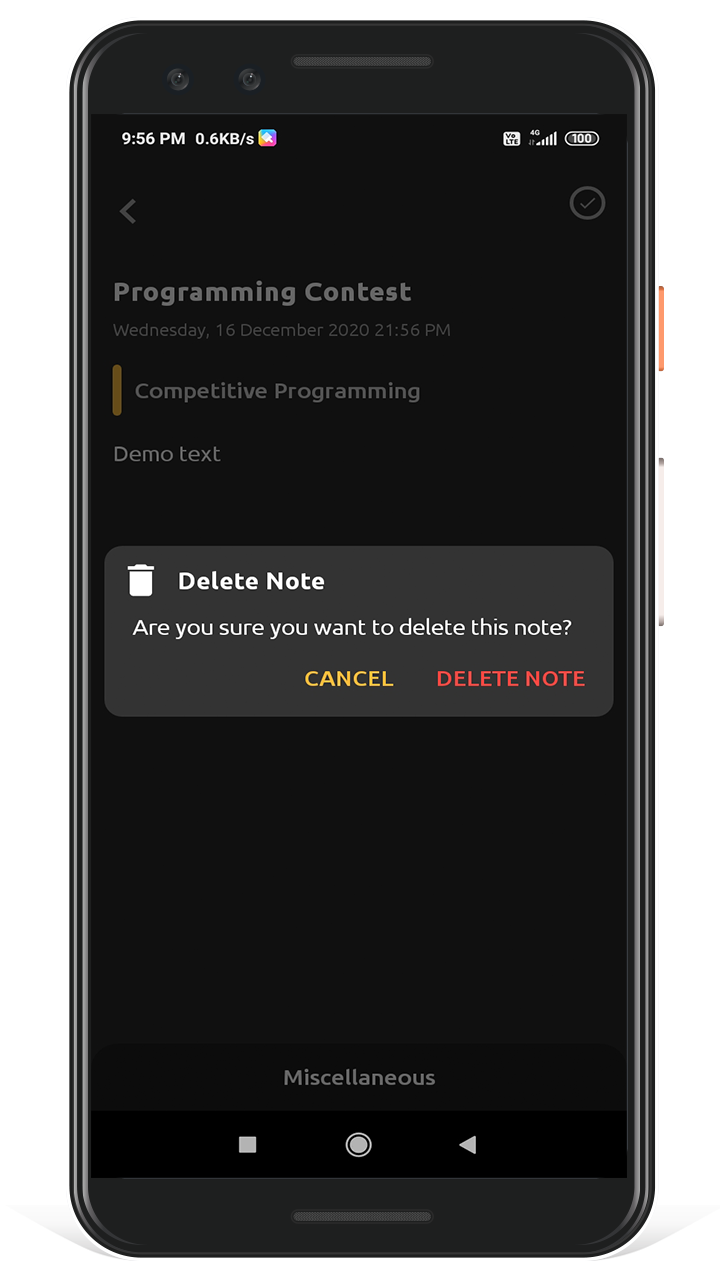 9:56 PM 0.6KB/s Vo LTE 4G 100
Programming Contest
Wednesday, 16 December 2020 21:56 PM
Competitive Programming
Demo text
Delete Note
Are you sure you want to delete this note?
CANCEL DELETE NOTE
Miscellaneous